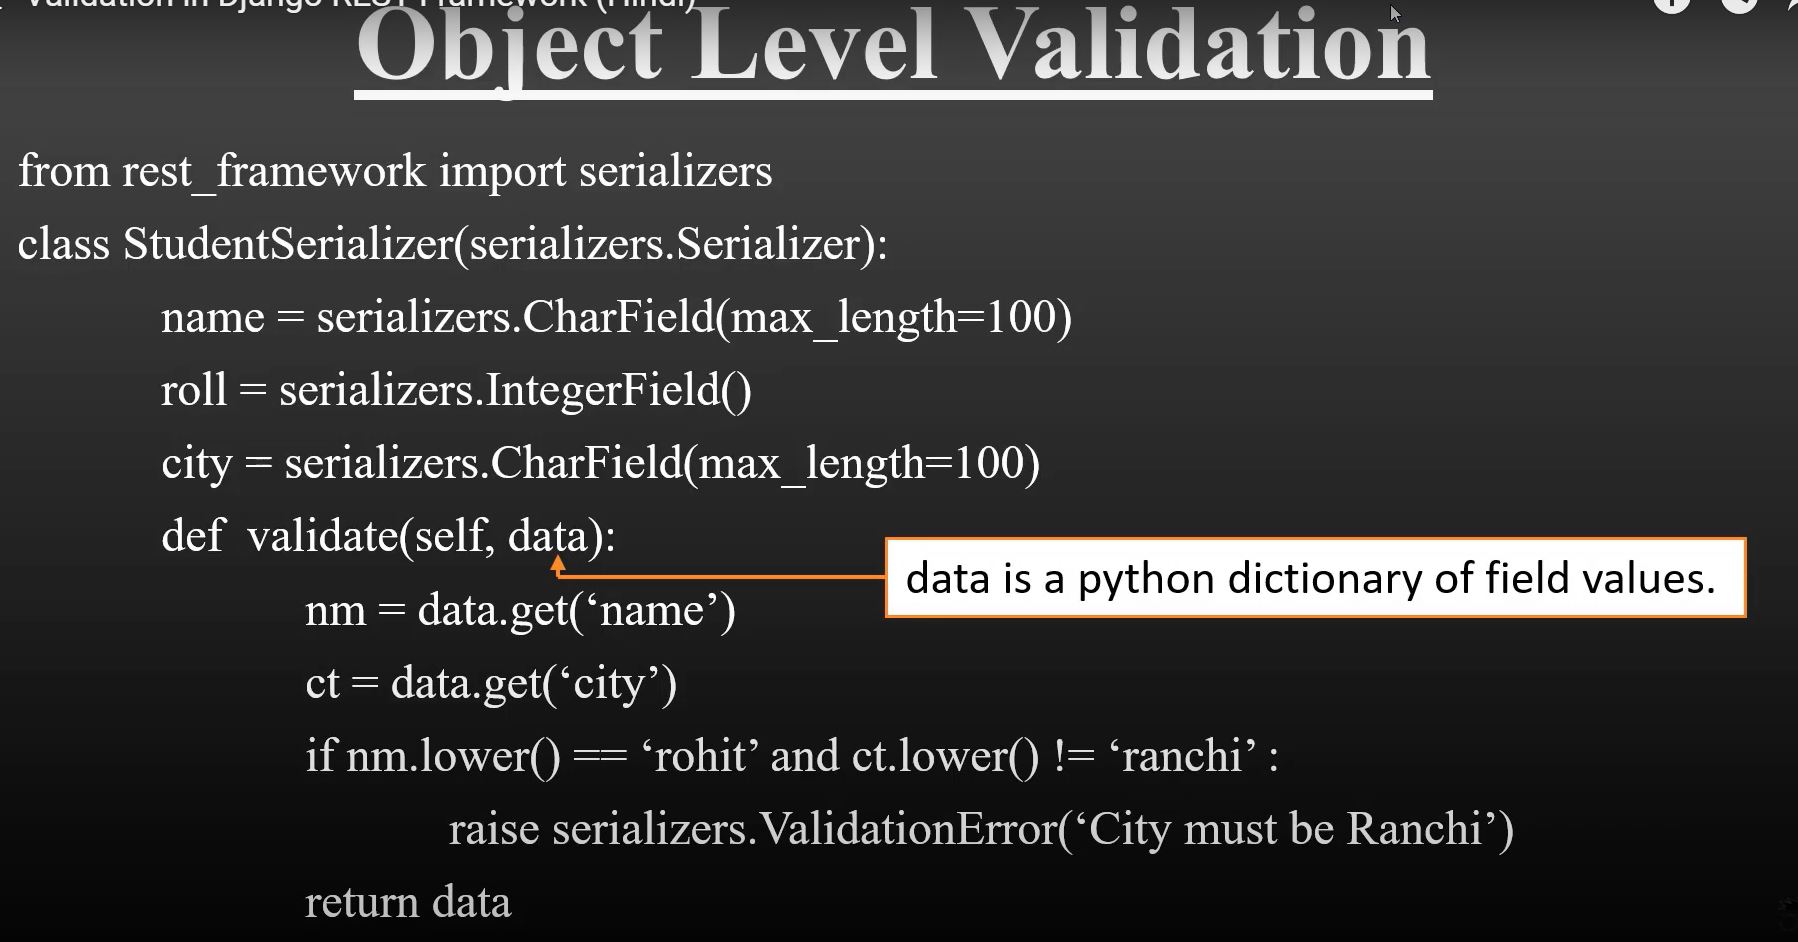 Validation in Django REST Framework (Hindi)
Object Level Validation
from rest_framework import serializers
class StudentSerializer(serializers.Serializer):
name = serializers.CharField(max_length=100)
roll = serializers.IntegerField()
city = serializers.CharField(max_length=100)
def validate(self, data):
data is a python dictionary of field values.
nm = data.get(‘name’)
ct = data.get(‘city’)
if nm.lower() == ‘rohit’ and ct.lower() != ‘ranchi’ :
raise serializers.ValidationError(‘City must be Ranchi’)
return data